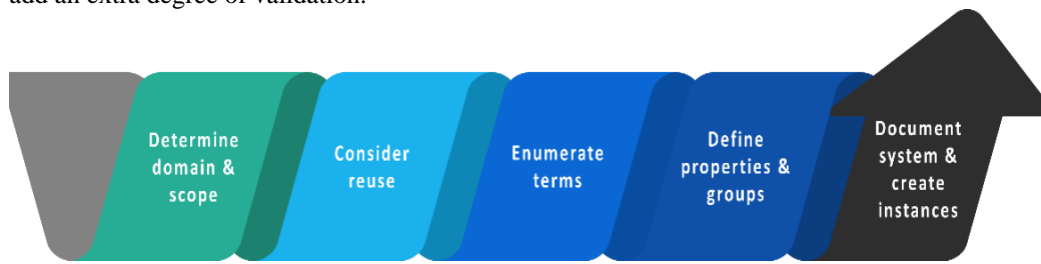 add an extra degree of validation.
Determine
domain &
scope
Consider
reuse
Enumerate
terms
Define
properties &
groups
Document
system &
create
instances